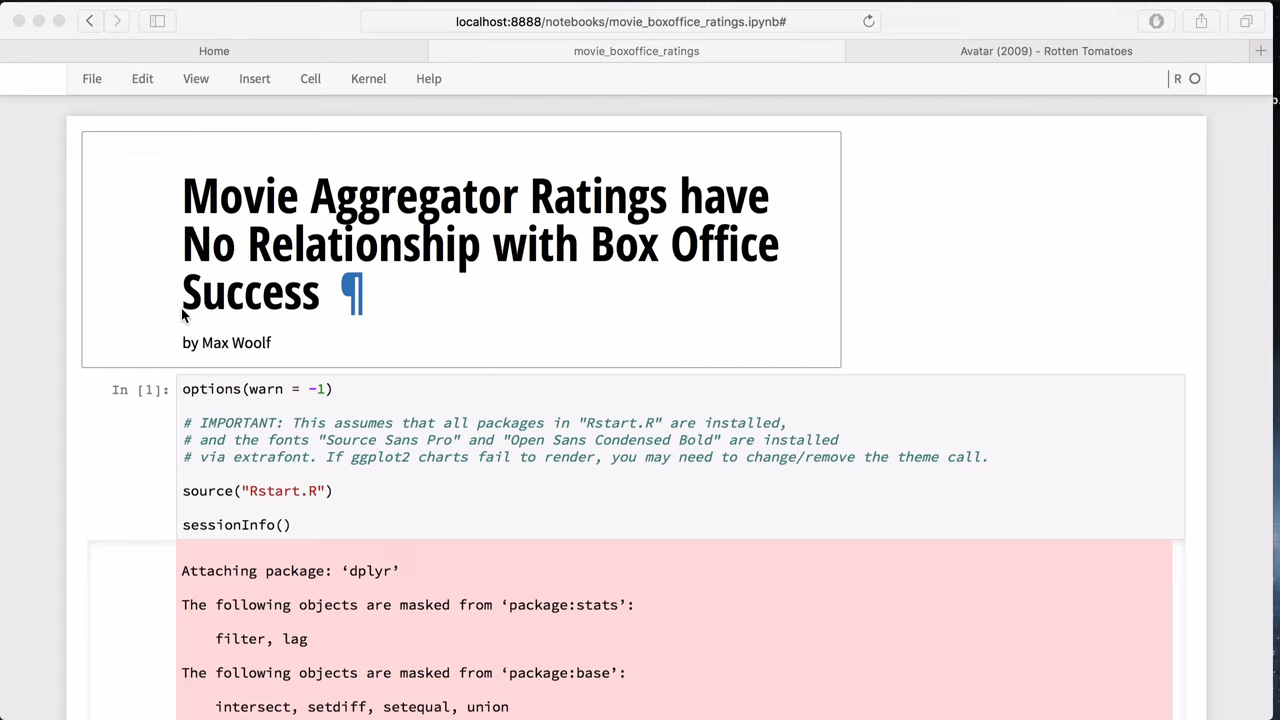 localhost:8888/notebooks/movie_boxoffice_ratings.ipynb#
Home movie_boxoffice_ratings Avatar (2009) - Rotten Tomatoes
File Edit View Insert Cell Kernel Help R
Movie Aggregator Ratings have
No Relationship with Box Office
Success ¶
by Max Woolf
In [1]: options(warn = -1)
# IMPORTANT: This assumes that all packages in "Rstart.R" are installed,
# and the fonts "Source Sans Pro" and "Open Sans Condensed Bold" are installed
# via extrafont. If ggplot2 charts fail to render, you may need to change/remove the theme call.
source("Rstart.R")
sessionInfo()
Attaching package: ‘dplyr’
The following objects are masked from ‘package:stats’:
filter, lag
The following objects are masked from ‘package:base’:
intersect, setdiff, setequal, union